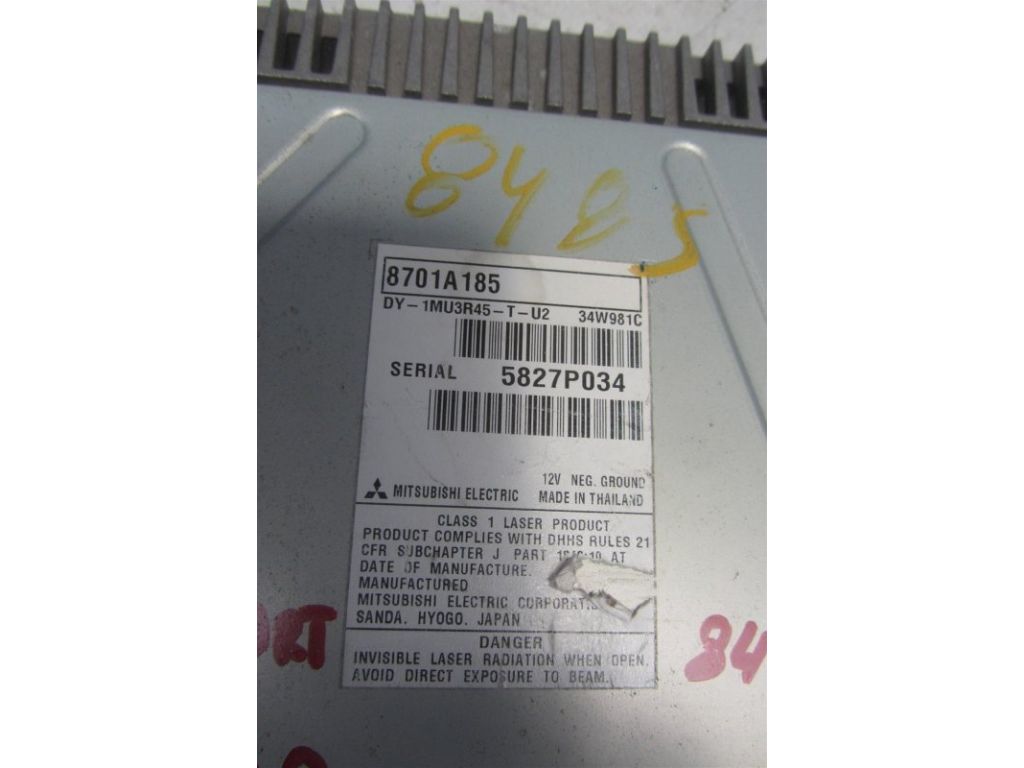 8485
8701A185
DY-1MU3R45-T-U2 34W981C
SERIAL 5827P034
12V NEG. GROUND
MITSUBISHI ELECTRIC MADE IN THAILAND
CLASS 1 LASER PRODUCT
PRODUCT COMPLIES WITH DHHS RULES 21
CFR SUBCHAPTER J PART AT
DATE OF MANUFACTURE.
MANUFACTURED
MITSUBISHI ELECTRIC
SANDA, HYOGO, JAPAN
DANGER
INVISIBLE LASER RADIATION WHEN OPEN.
AVOID DIRECT EXPOSURE TO BEAM.
84